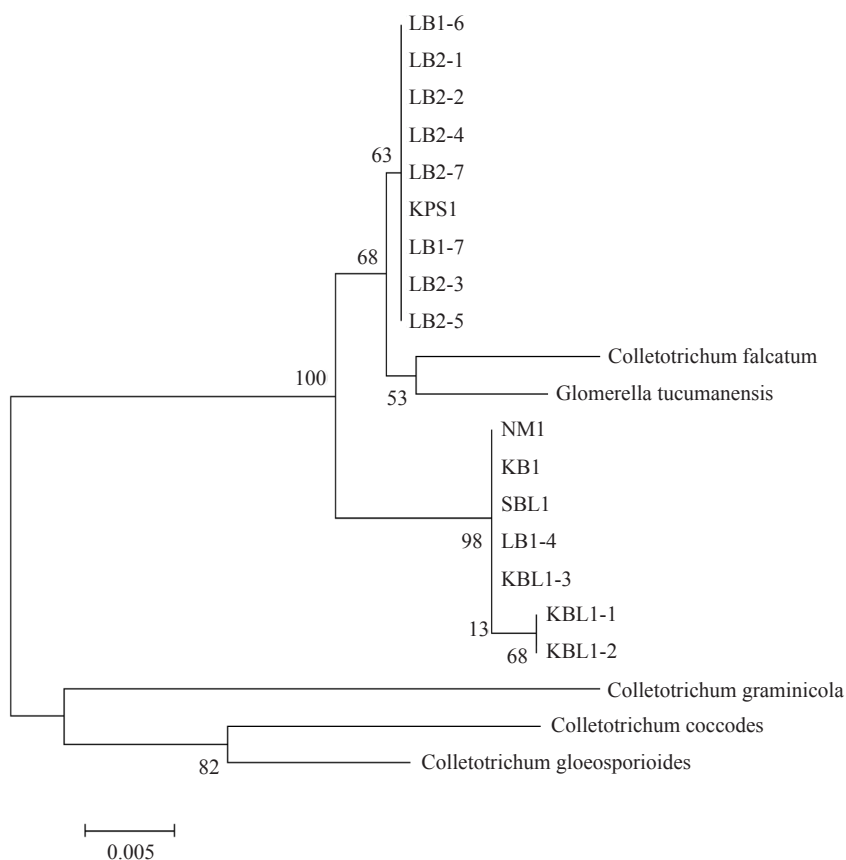 LB1-6
LB2-1
LB2-2
LB2-4
63
LB2-7
KPS1
LB1-7
68
LB2-3
LB2-5
Colletotrichum falcatum
100
53
Glomerella tucumanensis
NM1
KB1
SBL1
98
LB1-4
KBL1-3
KBL1-1
13
68
KBL1-2
Colletotrichum graminicola
Colletotrichum coccodes
82
Colletotrichum gloeosporioides
0.005